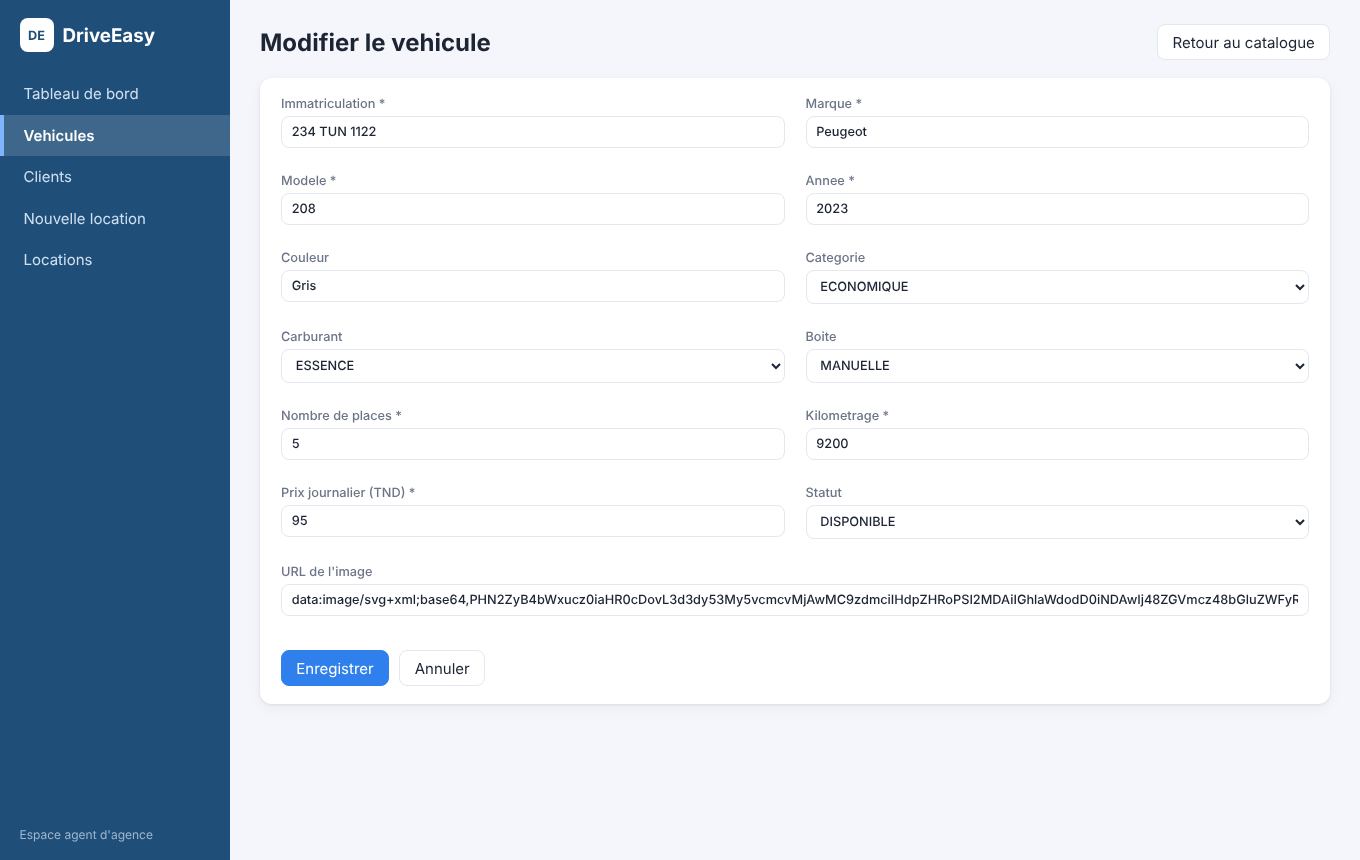 DE DriveEasy
Tableau de bord
Vehicules
Clients
Nouvelle location
Locations
Espace agent d'agence
Modifier le vehicule
Retour au catalogue
Immatriculation *
234 TUN 1122
Marque *
Peugeot
Modele *
208
Annee *
2023
Couleur
Gris
Categorie
ECONOMIQUE
Carburant
ESSENCE
Boite
MANUELLE
Nombre de places *
5
Kilometrage *
9200
Prix journalier (TND) *
95
Statut
DISPONIBLE
URL de l'image
data:image/svg+xml;base64,PHN2ZyB4bWxucz0iaHR0cDovL3d3dy53My5vcmcvMjAwMC9zdmciIHdpZHRoPSI2MDAiIGhlaWdodD0iNDAwIj48ZGVmcz48bGluZWFyR
Enregistrer
Annuler